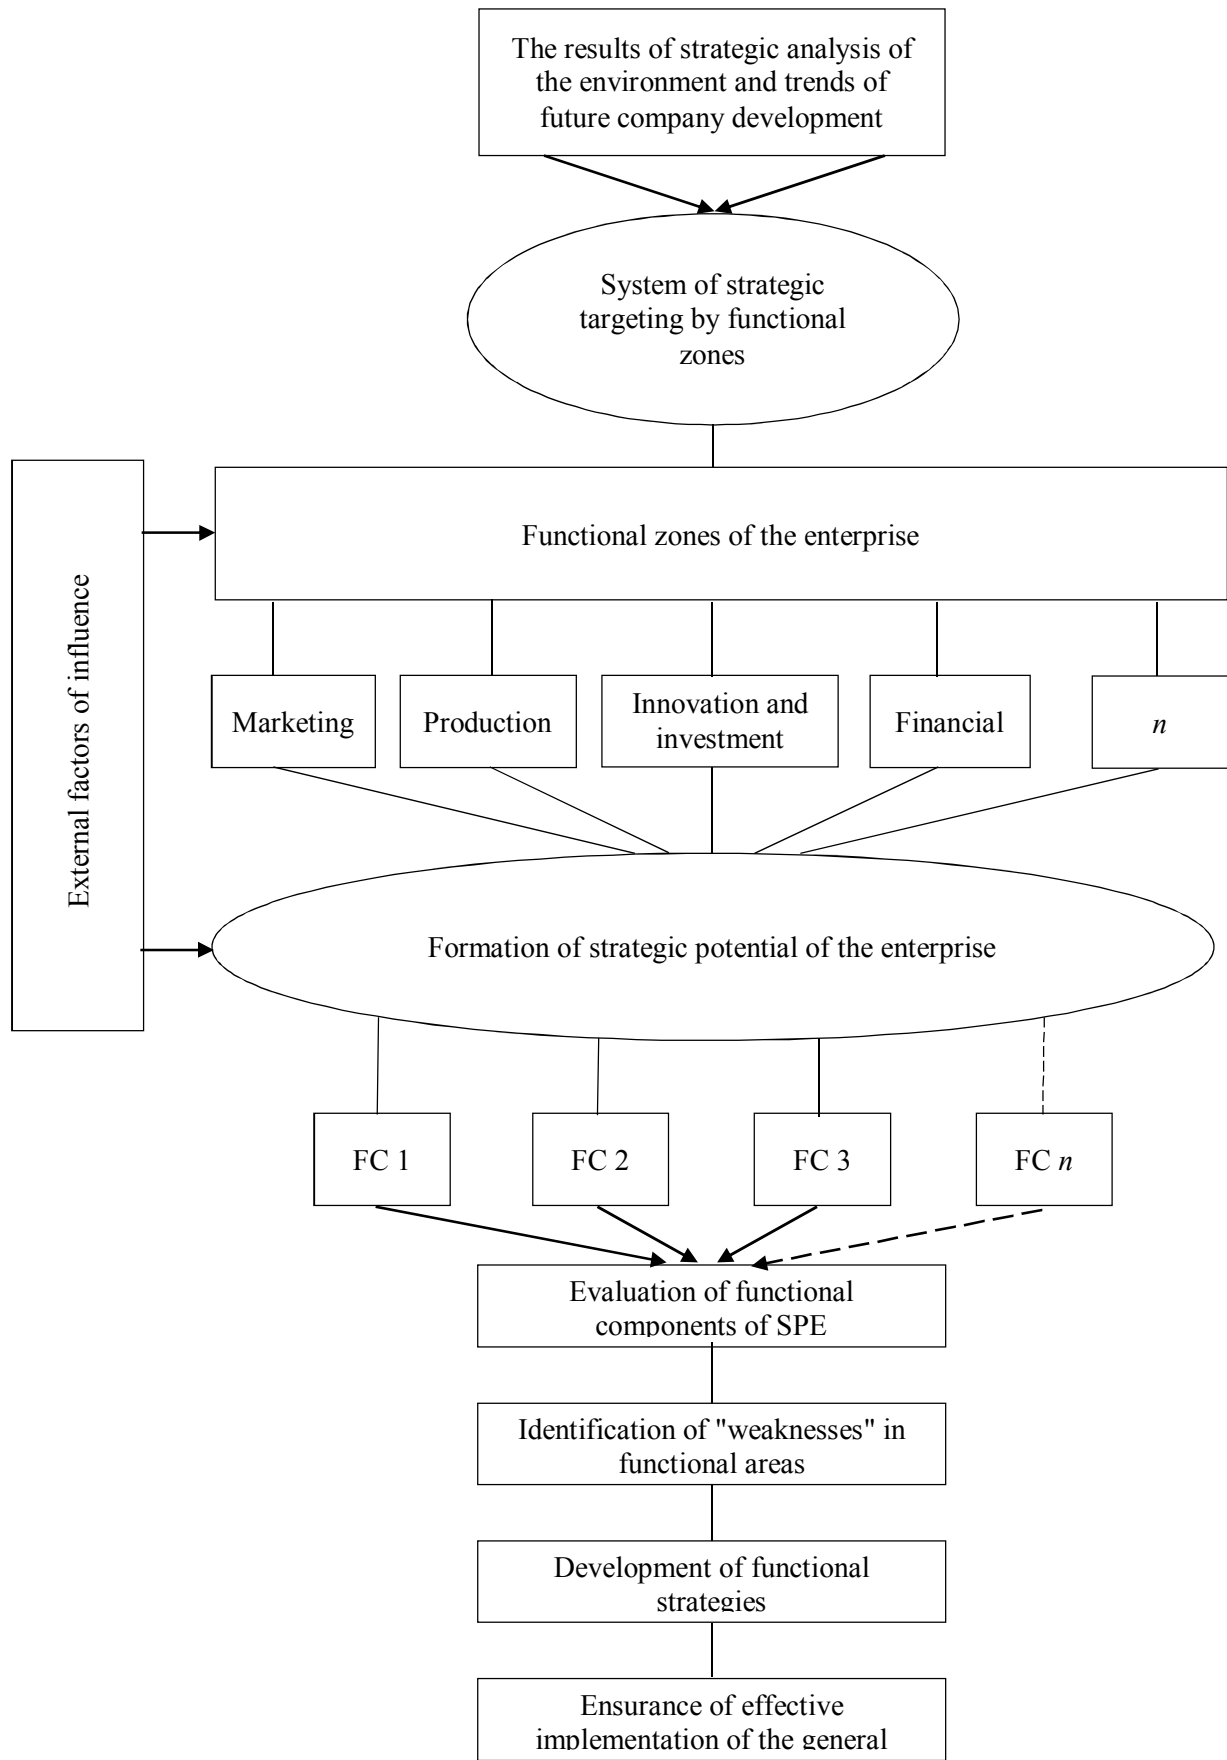 The results of strategic analysis of
the environment and trends of
future company development
System of strategic
targeting by functional
zones
External factors of influence
Functional zones of the enterprise
Marketing
Production
Innovation and
investment
Financial
n
Formation of strategic potential of the enterprise
FC 1
FC 2
FC 3
FC n
Evaluation of functional
components of SPE
Identification of "weaknesses" in
functional areas
Development of functional
strategies
Ensurance of effective
implementation of the general